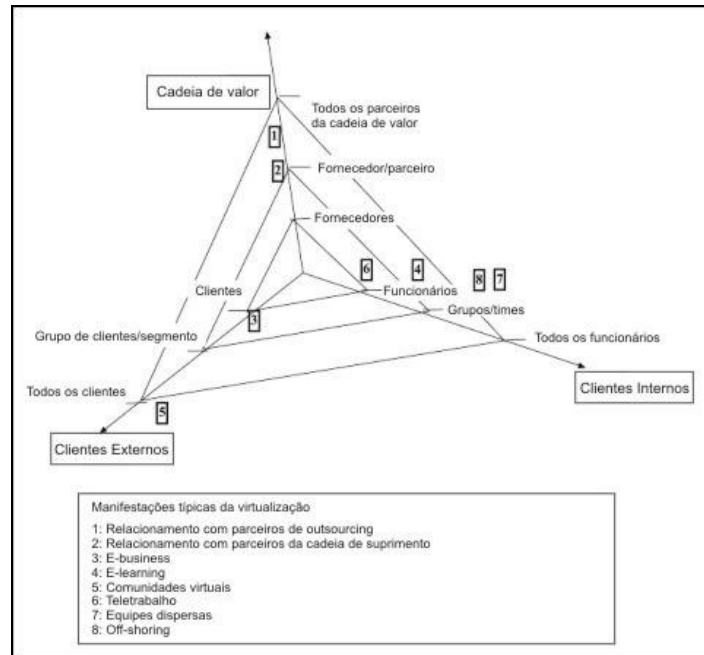 Cadeia de valor
Todos os parceiros
da cadeia de valor
1
2
Fornecedor/parceiro
Fornecedores
6
4
8
7
Clientes
Funcionários
3
Grupos/times
Grupo de clientes/segmento
Todos os funcionários
Todos os clientes
Clientes Internos
5
Clientes Externos
Manifestações típicas da virtualização
1: Relacionamento com parceiros de outsourcing
2: Relacionamento com parceiros da cadeia de suprimento
3: E-business
4: E-learning
5: Comunidades virtuais
6: Teletrabalho
7: Equipes dispersas
8: Off-shoring